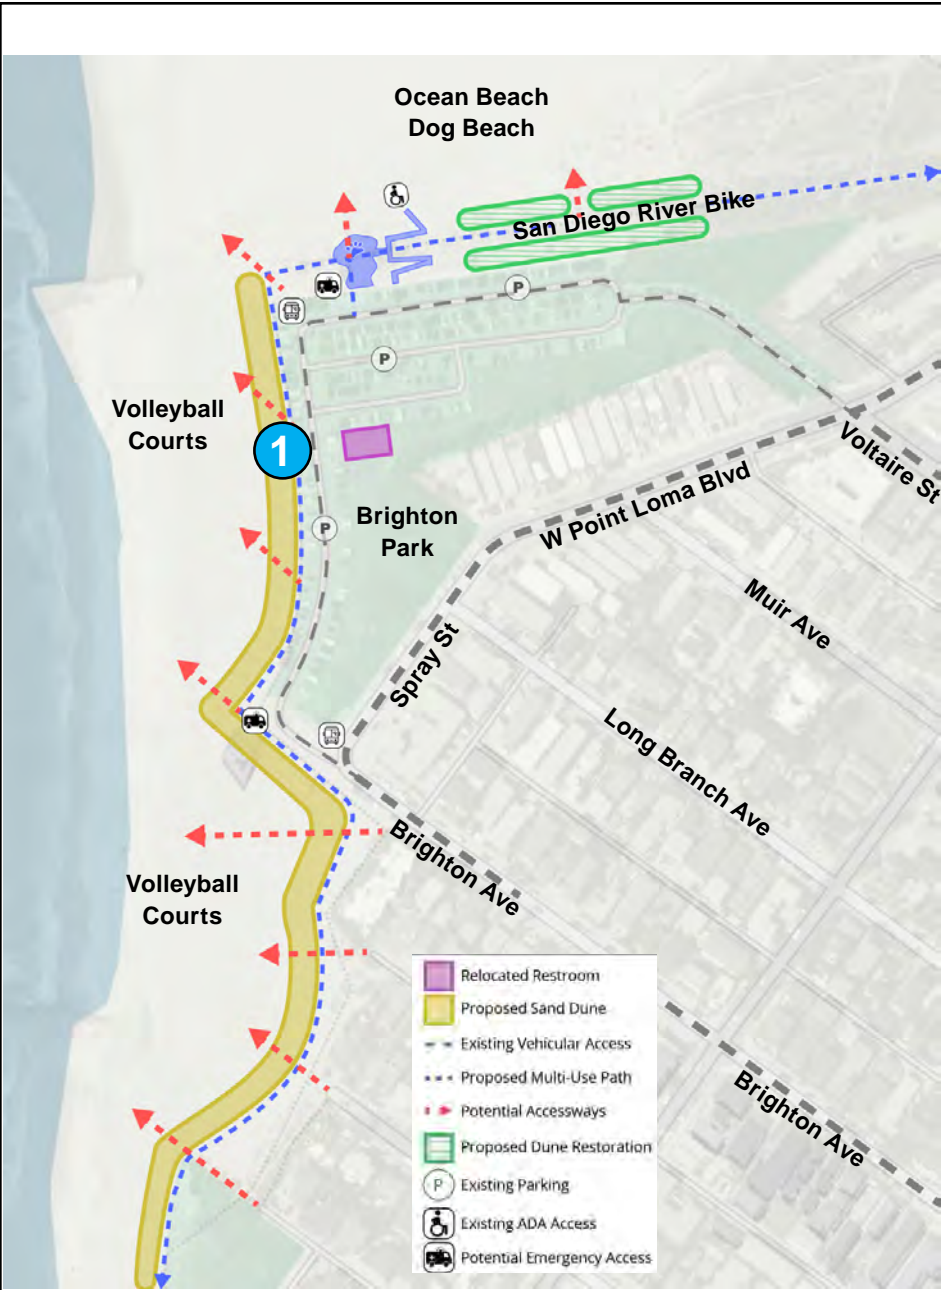 Ocean Beach
Dog Beach
San Diego River Bike
P
P
Volleyball
Courts
1
Voltaire St
W Point Loma Blvd
P
Brighton
Park
Muir Ave
Spray St
Long Branch Ave
Brighton Ave
Volleyball
Courts
Relocated Restroom
Proposed Sand Dune
Existing Vehicular Access
Proposed Multi-Use Path
Potential Accessways
Proposed Dune Restoration
P Existing Parking
Existing ADA Access
Potential Emergency Access
Brighton Ave